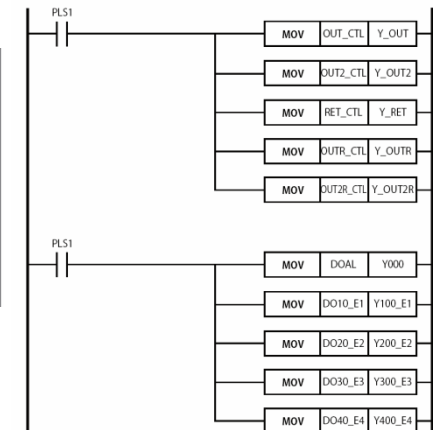 PLS1
MOV OUT_CTL Y_OUT
MOV OUT2_CTL Y_OUT2
MOV RET_CTL Y_RET
MOV OUTR_CTL Y_OUTR
MOV OUT2R_CTL Y_OUT2R
PLS1
MOV DOAL Y000
MOV DO10_E1 Y100_E1
MOV DO20_E2 Y200_E2
MOV DO30_E3 Y300_E3
MOV DO40_E4 Y400_E4